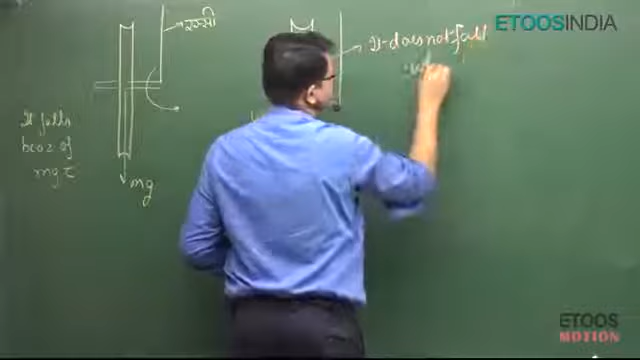 ETOOSINDIA
रस्सी
It does not fall
It falls
bcoz of
mg τ
mg
ETOOS
MOTION